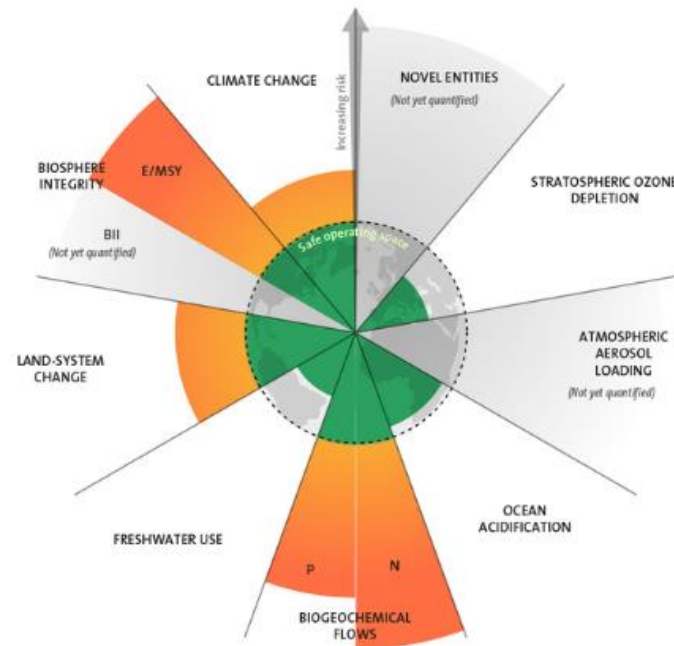 CLIMATE CHANGE
Increasing risk
NOVEL ENTITIES
(Not yet quantified)
STRATOSPHERIC OZONE
DEPLETION
ATMOSPHERIC
AEROSOL
LOADING
(Not yet quantified)
OCEAN
ACIDIFICATION
N
P
BIOGEOCHEMICAL
FLOWS
FRESHWATER USE
LAND-SYSTEM
CHANGE
BIOSPHERE
INTEGRITY
E/MSY
BII
(Not yet quantified)
Safe operating space